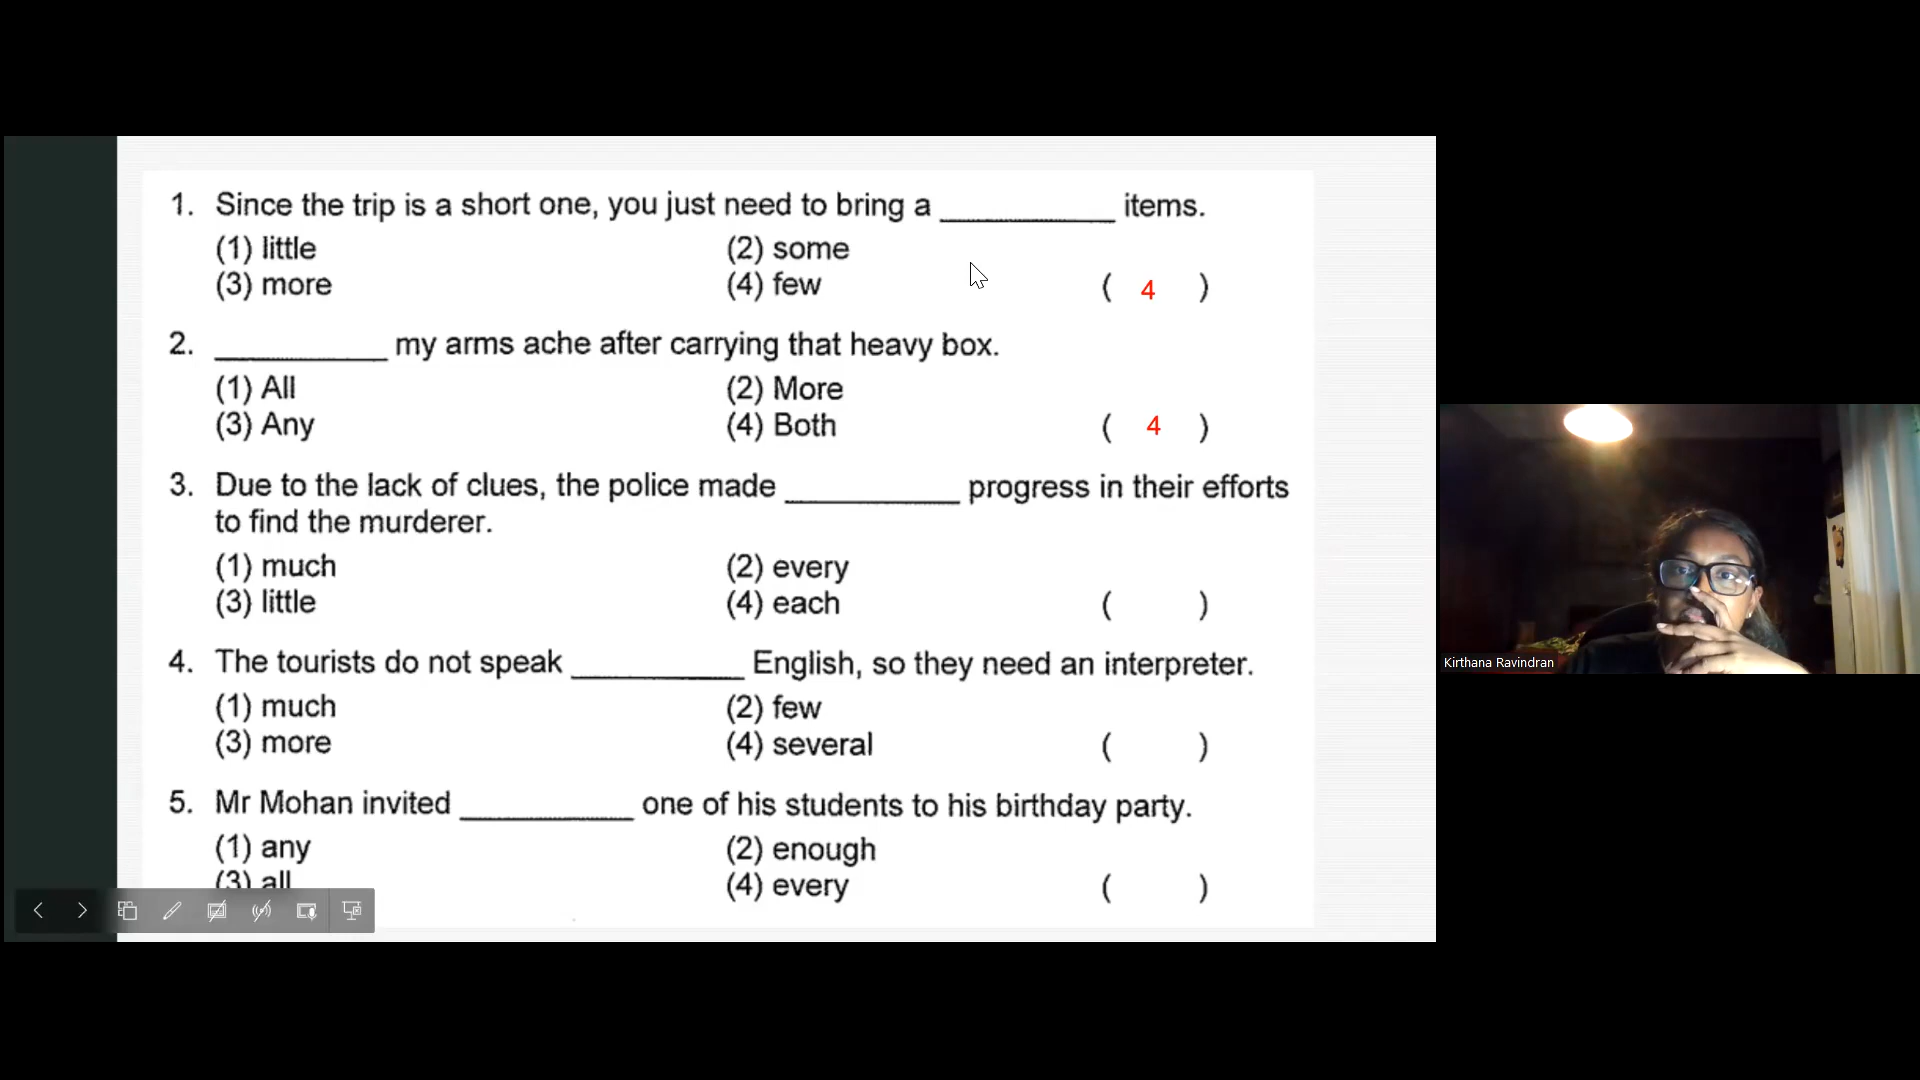 1. Since the trip is a short one, you just need to bring a __________ items.
(1) little (2) some
(3) more (4) few ( 4 )
2. __________ my arms ache after carrying that heavy box.
(1) All (2) More
(3) Any (4) Both ( 4 )
3. Due to the lack of clues, the police made __________ progress in their efforts
to find the murderer.
(1) much (2) every
(3) little (4) each ( )
4. The tourists do not speak __________ English, so they need an interpreter.
(1) much (2) few
(3) more (4) several ( )
5. Mr Mohan invited __________ one of his students to his birthday party.
(1) any (2) enough
(3) all (4) every ( )
Kirthana Ravindran